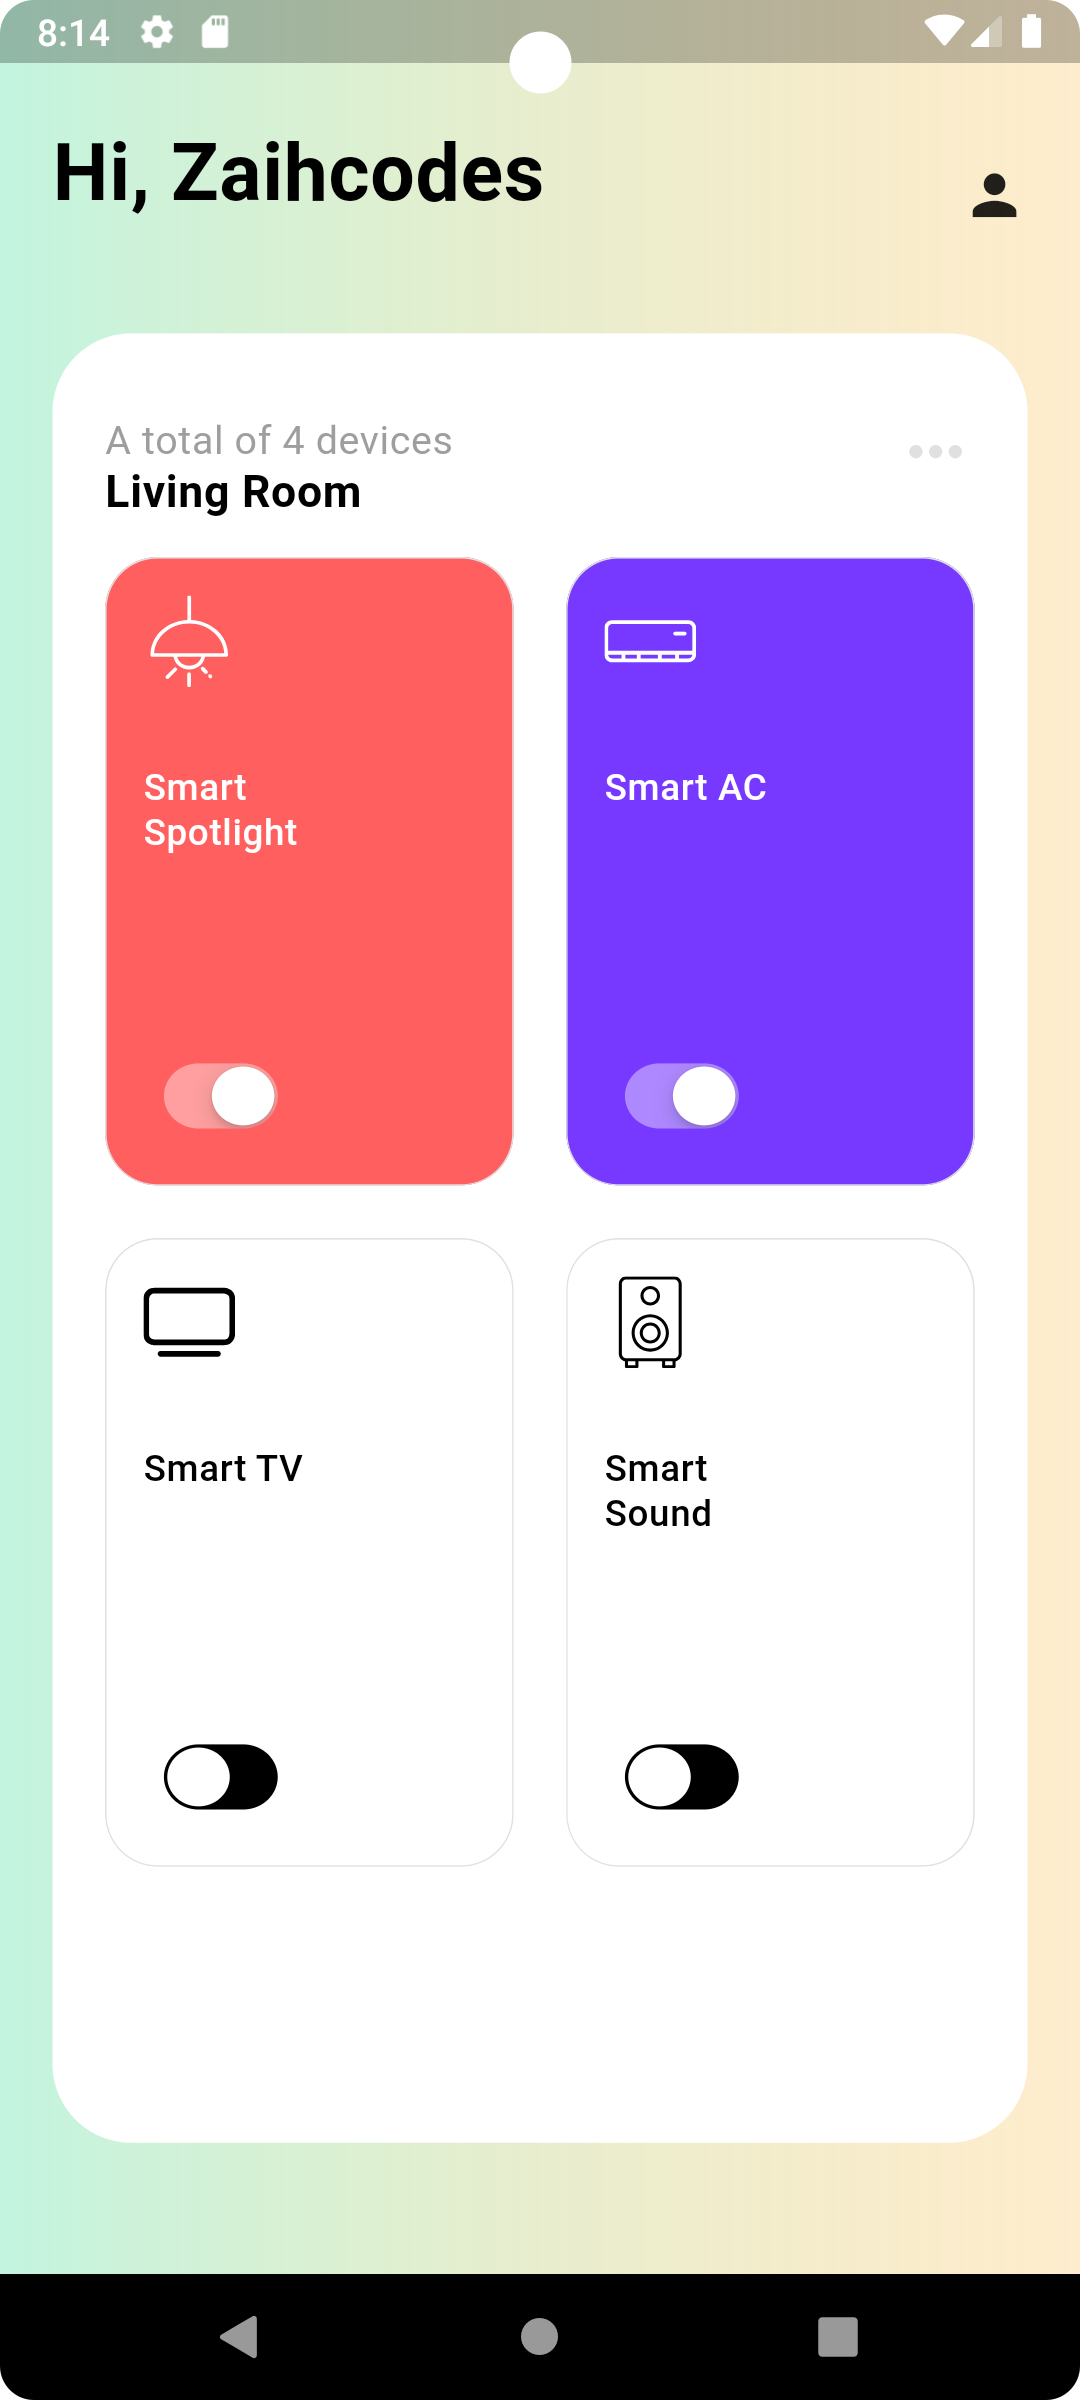 8:14
Hi, Zaihcodes
A total of 4 devices
Living Room
Smart
Spotlight
Smart AC
Smart TV
Smart
Sound